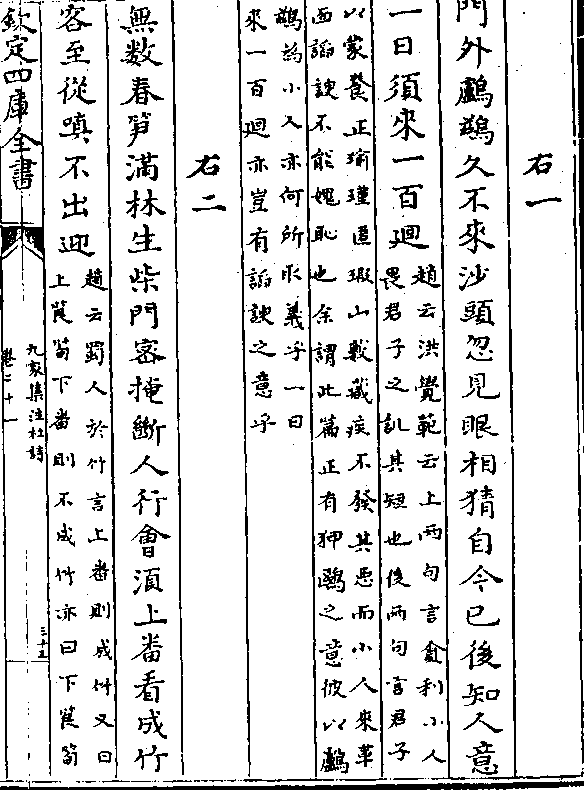 右一
門外鸕鷀久不來沙頭忽見眼相猜自今已後知人意
一日須來一百迴
趙云洪覺範云上兩句言貪利小人
畏君子之訊其短也後兩句言君子
以蒙養正瑜瑾匿瑕山藪藏疾不發其惡而小人來革
面謟諛不能媿恥也余謂此篇正有狎鷗之意彼以鸕
鷀為小人亦何所取義乎一日
來一百迴亦豈有謟諛之意乎
右二
無數春笋滿林生柴門密掩斷人行會須上番看成竹
客至從嗔不出迎
趙云蜀人於竹言上番則成竹又曰
上筤筍下番則不成竹亦曰下筤筍
欽定四庫全書
九家集注杜詩
卷二十一
三十五